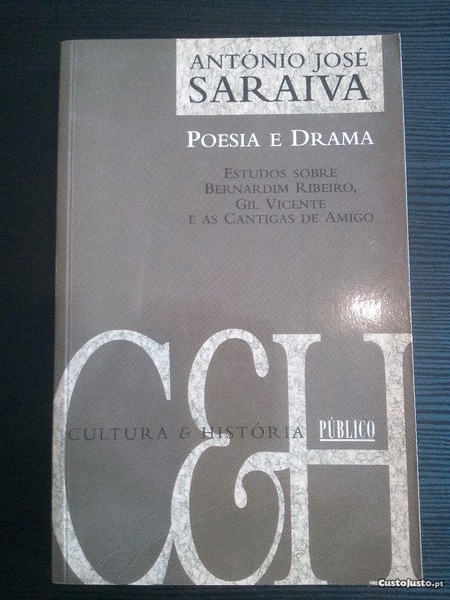 ANTÓNIO JOSÉ
SARAIVA
POESIA E DRAMA
ESTUDOS SOBRE
BERNARDIM RIBEIRO,
GIL VICENTE
E AS CANTIGAS DE AMIGO
C&H
CULTURA & HISTÓRIA
PÚBLICO
CustoJusto.pt